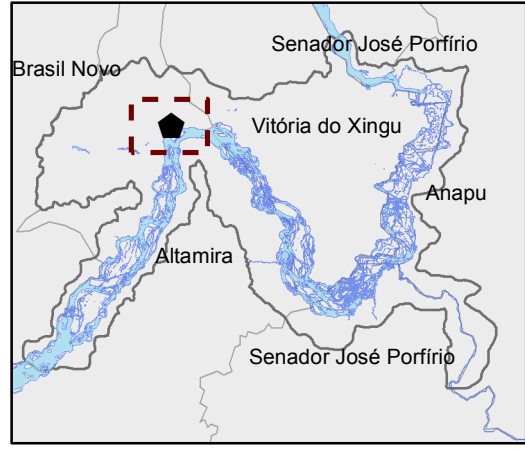 Senador José Porfírio
Brasil Novo
Vitória do Xingu
Anapu
Altamira
Senador José Porfírio